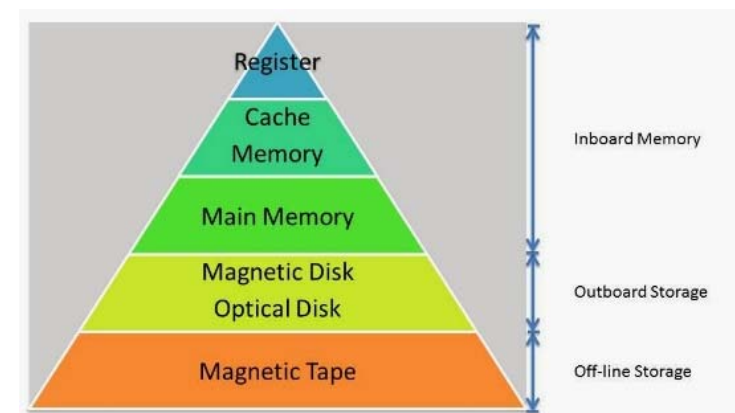 Register
Cache
Memory
Inboard Memory
Main Memory
Magnetic Disk
Optical Disk
Outboard Storage
Magnetic Tape
Off-line Storage